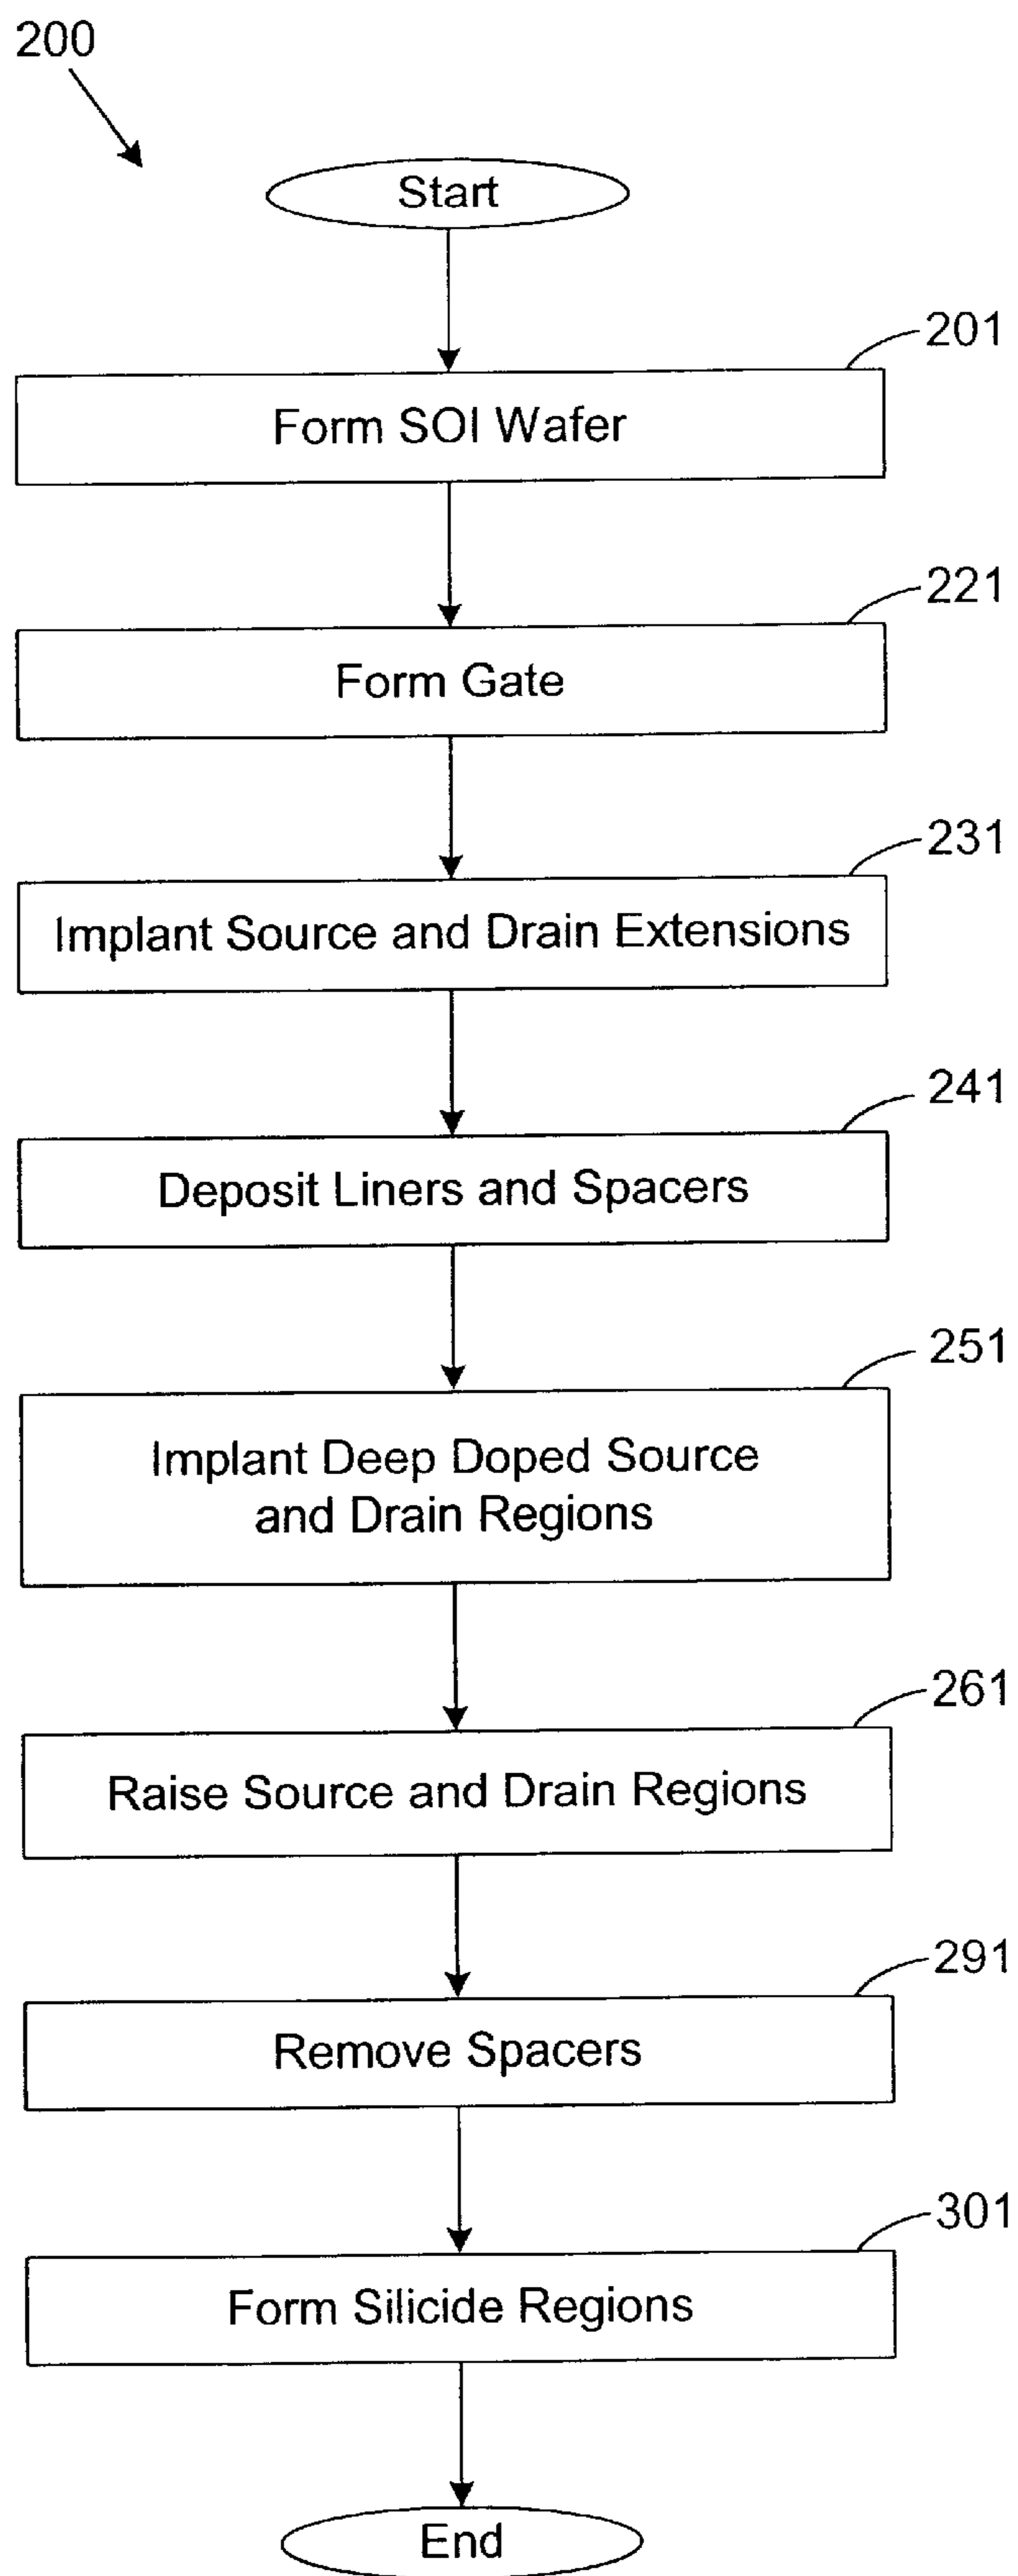 200
Start
201
Form SOI Wafer
221
Form Gate
231
Implant Source and Drain Extensions
241
Deposit Liners and Spacers
251
Implant Deep Doped Source
and Drain Regions
261
Raise Source and Drain Regions
291
Remove Spacers
301
Form Silicide Regions
End